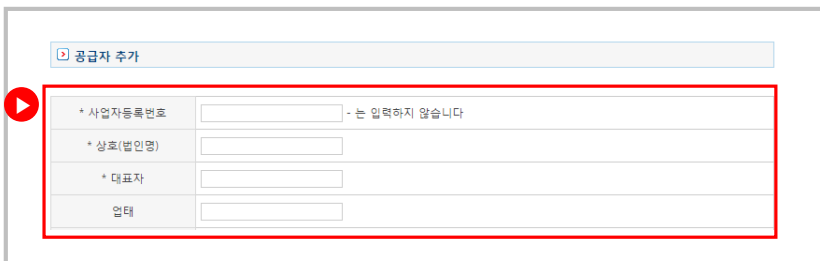 공급자 추가
* 사업자등록번호 - 는 입력하지 않습니다
* 상호(법인명)
* 대표자
업태